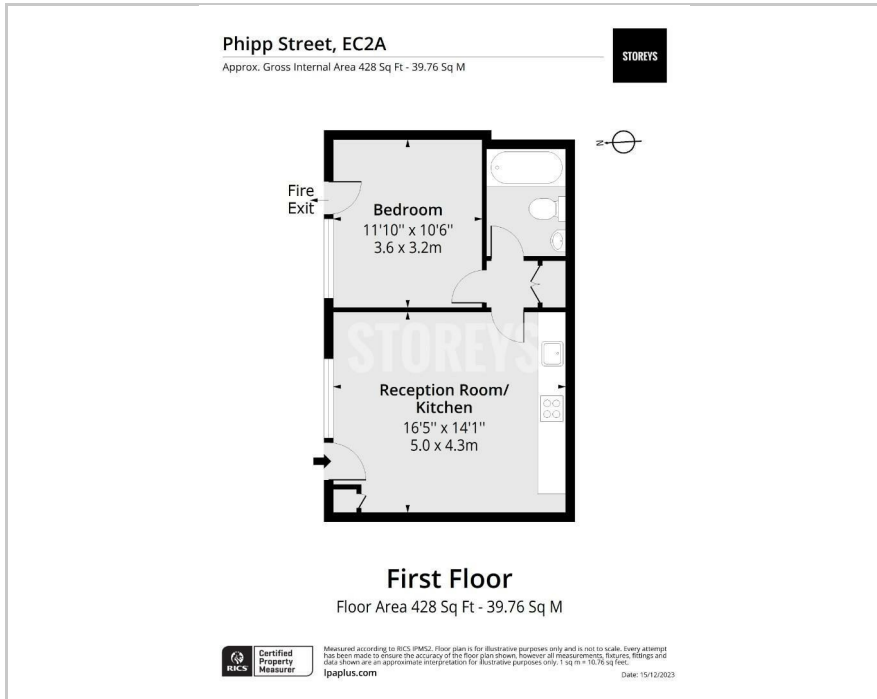 Phipp Street, EC2A
Approx. Gross Internal Area 428 Sq Ft - 39.76 Sq M
STOREYS
N
Fire
Exit
Bedroom
11'10" x 10'6"
3.6 x 3.2m
STOREYS
Reception Room/
Kitchen
16'5" x 14'1"
5.0 x 4.3m
First Floor
Floor Area 428 Sq Ft - 39.76 Sq M
RICS
Certified
Property
Measurer
Measured according to RICS IPMS2. Floor plan is for illustrative purposes only and is not to scale. Every attempt
has been made to ensure the accuracy of the floor plan shown, however all measurements, fixtures, fittings and
data shown are an approximate interpretation for illustrative purposes only. 1 sq m = 10.76 sq feet.
lpaplus.com
Date: 15/12/2023